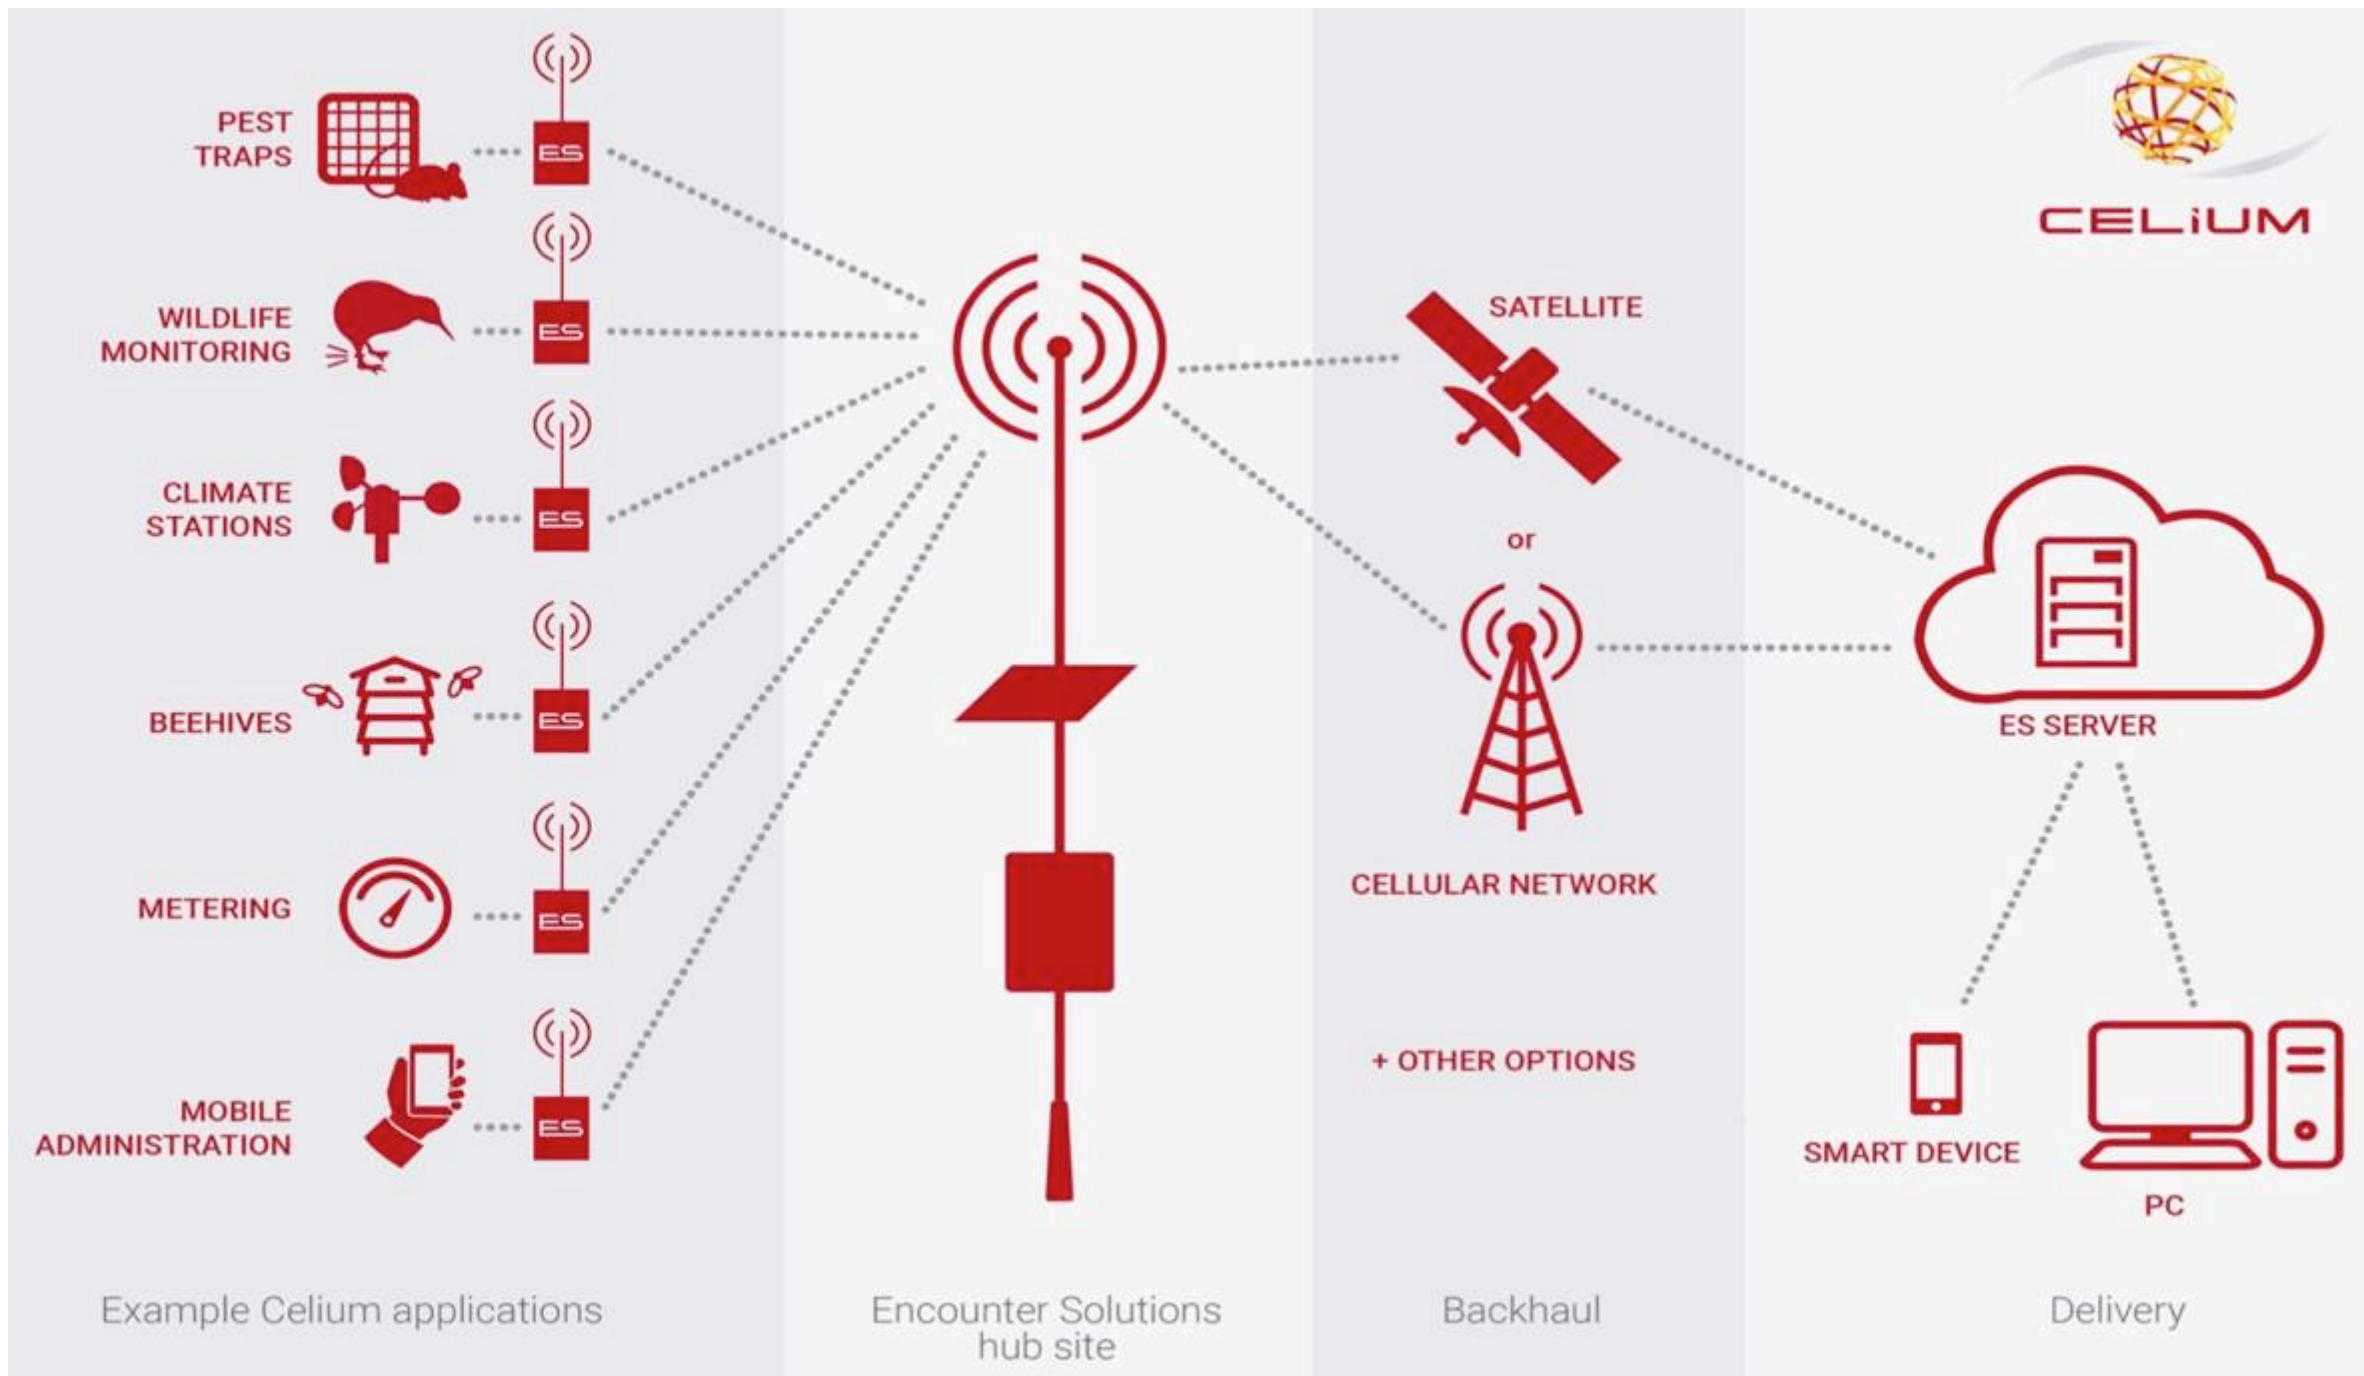 PEST
TRAPS
ES
WILDLIFE
MONITORING
ES
CLIMATE
STATIONS
ES
BEEHIVES
ES
METERING
ES
MOBILE
ADMINISTRATION
ES
Example Celium applications
Encounter Solutions
hub site
SATELLITE
or
CELLULAR NETWORK
+ OTHER OPTIONS
Backhaul
CELiUM
ES SERVER
SMART DEVICE
PC
Delivery